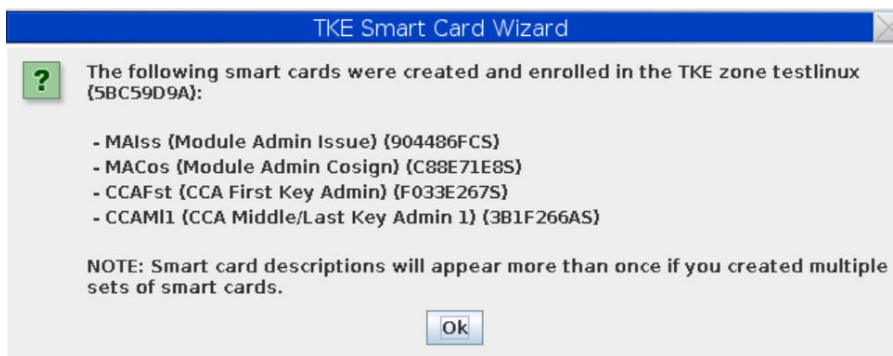 TKE Smart Card Wizard
?
The following smart cards were created and enrolled in the TKE zone testlinux
{5BC59D9A}:
- MAIss {Module Admin Issue} {904486FCS}
- MACos {Module Admin Cosign} {C88E71E8S}
- CCAFst {CCA First Key Admin} {F033E267S}
- CCAMl1 {CCA Middle/Last Key Admin 1} {3B1F266AS}
NOTE: Smart card descriptions will appear more than once if you created multiple
sets of smart cards.
Ok